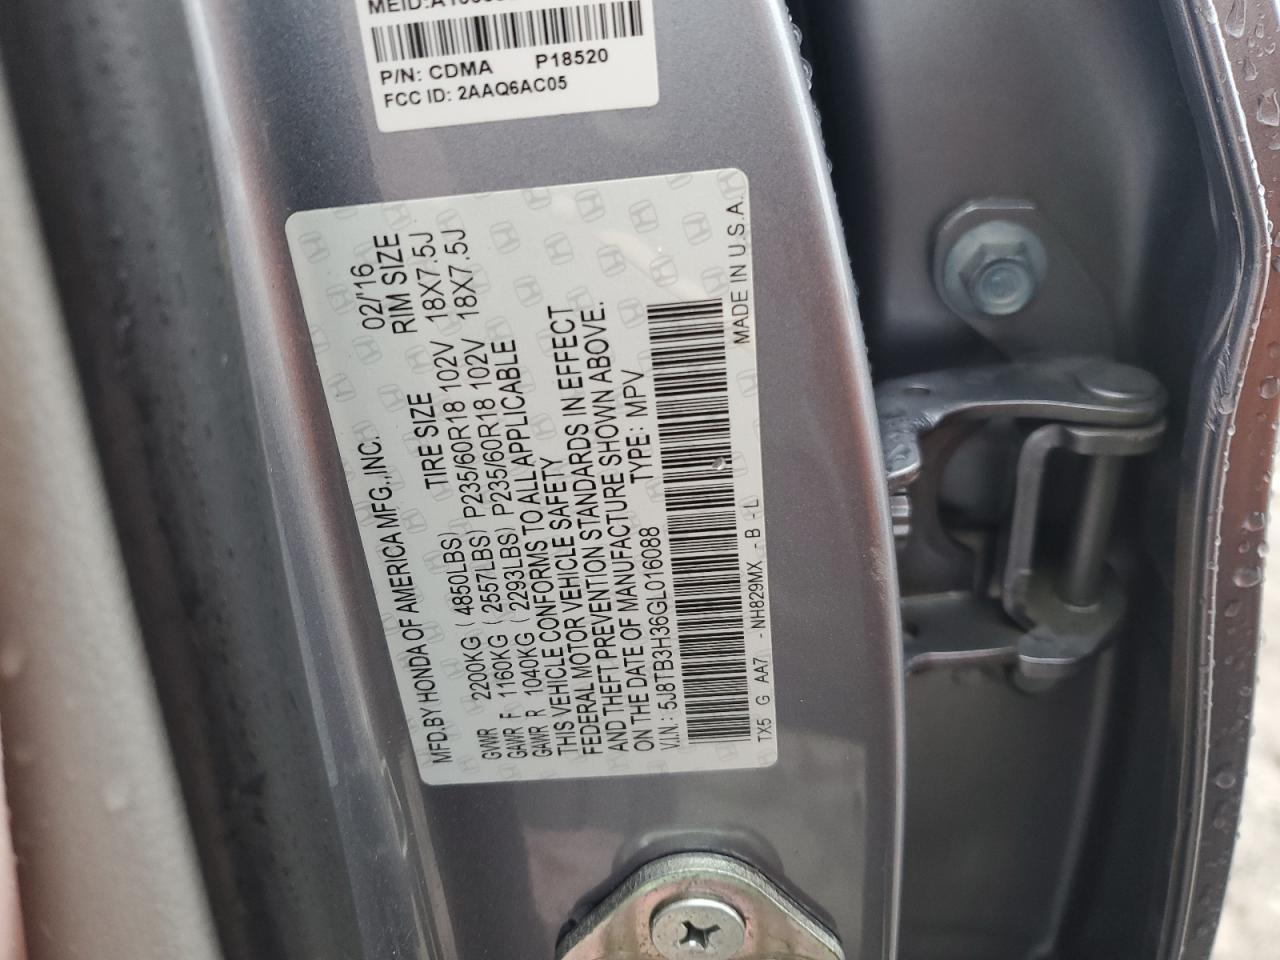 MEID:A10000
P/N: CDMA P18520
FCC ID: 2AAQ6AC05
MFD.BY HONDA OF AMERICA MFG.,INC. 02/'16
TIRE SIZE RIM SIZE
GVWR 2200KG ( 4850LBS)
GAWR F 1160KG ( 2557LBS) P235/60R18 102V 18X7.5J
GAWR R 1040KG ( 2293LBS) P235/60R18 102V 18X7.5J
THIS VEHICLE CONFORMS TO ALL APPLICABLE
FEDERAL MOTOR VEHICLE SAFETY
AND THEFT PREVENTION STANDARDS IN EFFECT
ON THE DATE OF MANUFACTURE SHOWN ABOVE.
V.I.N.: 5J8TB3H36GL016088 TYPE: MPV
TX5 G AA7 - NH829MX - B - L MADE IN U.S.A.